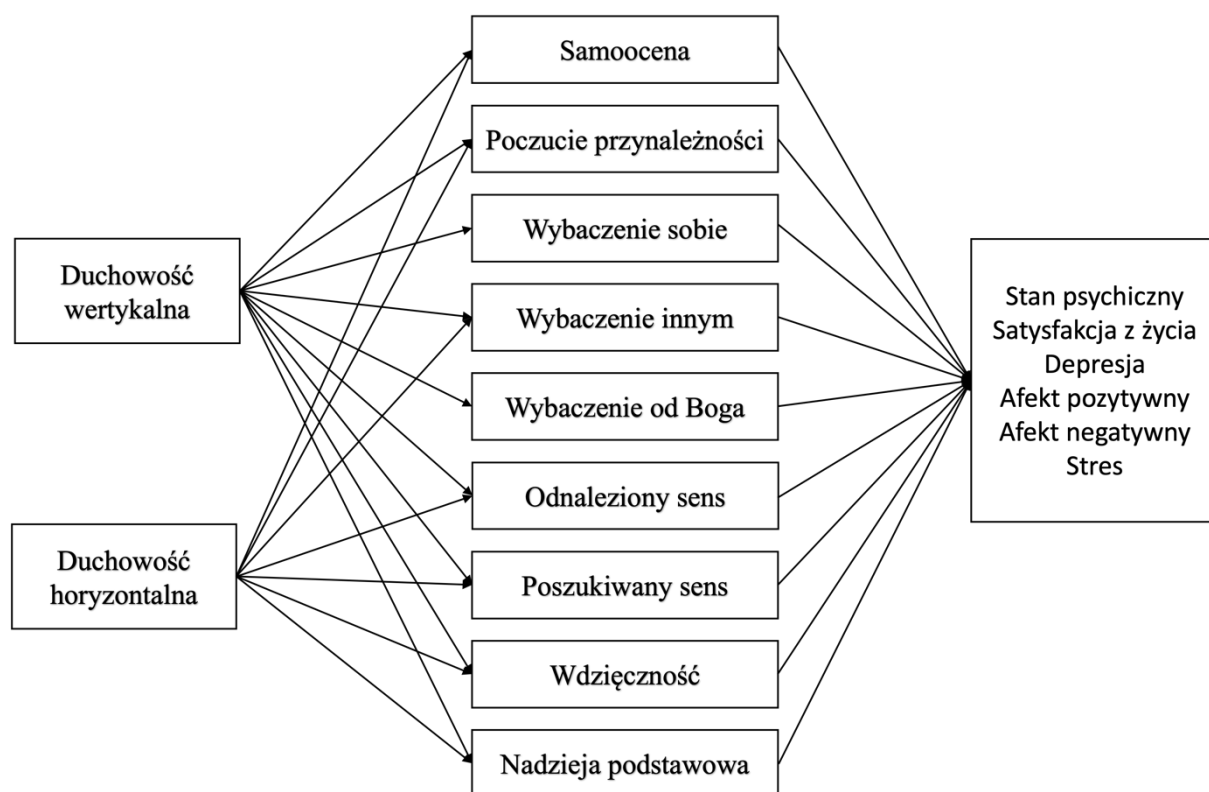 Samoocena
Poczucie przynależności
Wybaczenie sobie
Duchowość
wertykalna
Wybaczenie innym
Wybaczenie od Boga
Odnaleziony sens
Duchowość
horyzontalna
Poszukiwany sens
Wdzięczność
Nadzieja podstawowa
Stan psychiczny
Satysfakcja z życia
Depresja
Afekt pozytywny
Afekt negatywny
Stres